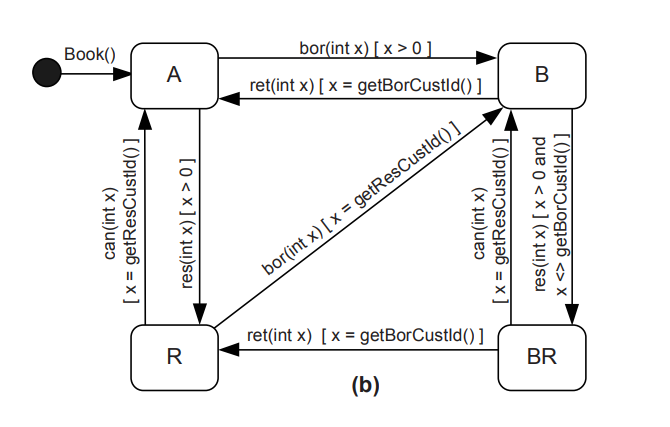 Book()
A
bor(int x) [ x > 0 ]
B
ret(int x) [ x = getBorCustId() ]
can(int x)
[ x = getResCustId() ]
res(int x) [ x > 0 ]
bor(int x) [ x = getResCustId() ]
can(int x)
[ x = getResCustId() ]
res(int x) [ x > 0 and
x <> getBorCustId() ]
R
ret(int x) [ x = getBorCustId() ]
BR
(b)